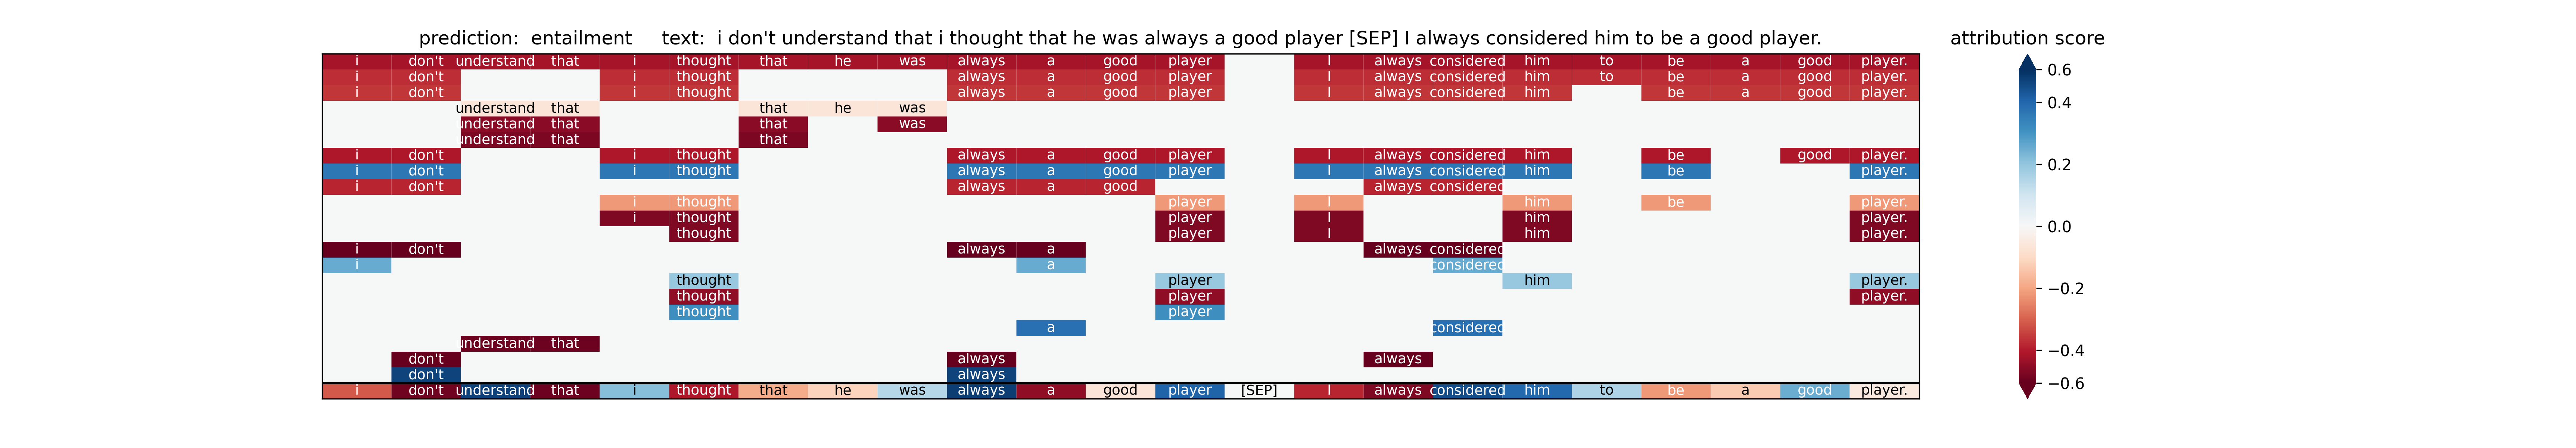 prediction:  entailment     text:  i don't understand that i thought that he was always a good player [SEP] I always considered him to be a good player.
attribution score
i don't understand that i thought that he was always a good player I always considered him to be a good player.
i don't i thought always a good player I always considered him to be a good player.
i don't i thought always a good player I always considered him be a good player.
understand that that he was
understand that that was
understand that that
i don't i thought always a good player I always considered him be good player.
i don't i thought always a good player I always considered him be player.
i don't always a good always considered
i thought player I him be player.
i thought player I him player.
thought player I him player.
i don't always a always considered
i a considered
thought player him player.
thought player player.
thought player
a considered
understand that
don't always always
don't always
i don't understand that i thought that he was always a good player [SEP] I always considered him to be a good player.
0.6
0.4
0.2
0.0
−0.2
−0.4
−0.6